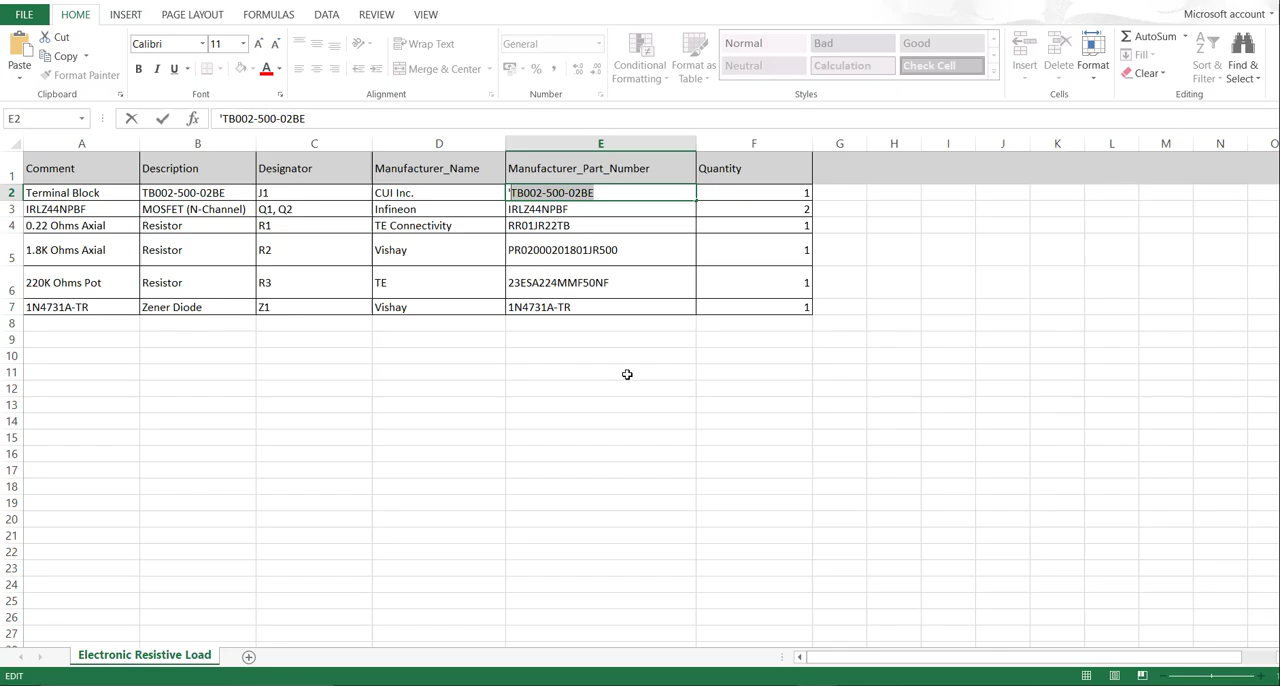 FILE HOME INSERT PAGE LAYOUT FORMULAS DATA REVIEW VIEW Microsoft account
Paste Cut Copy Format Painter
Calibri 11 A A B I U A
Wrap Text Merge & Center
General % ,
Conditional Formatting Format as Table
Normal Bad Good
Neutral Calculation Check Cell
Insert Delete Format
AutoSum Fill Clear Sort & Filter Find & Select
Clipboard Font Alignment Number Styles Cells Editing
E2 fx 'TB002-500-02BE
A B C D E F G H I J K L M N O
1 Comment Description Designator Manufacturer_Name Manufacturer_Part_Number Quantity
2 Terminal Block TB002-500-02BE J1 CUI Inc. 'TB002-500-02BE 1
3 IRLZ44NPBF MOSFET (N-Channel) Q1, Q2 Infineon IRLZ44NPBF 2
4 0.22 Ohms Axial Resistor R1 TE Connectivity RR01JR22TB 1
5 1.8K Ohms Axial Resistor R2 Vishay PR02000201801JR500 1
6 220K Ohms Pot Resistor R3 TE 23ESA224MMF50NF 1
7 1N4731A-TR Zener Diode Z1 Vishay 1N4731A-TR 1
8
9
10
11
12
13
14
15
16
17
18
19
20
21
22
23
24
25
26
27
Electronic Resistive Load
EDIT